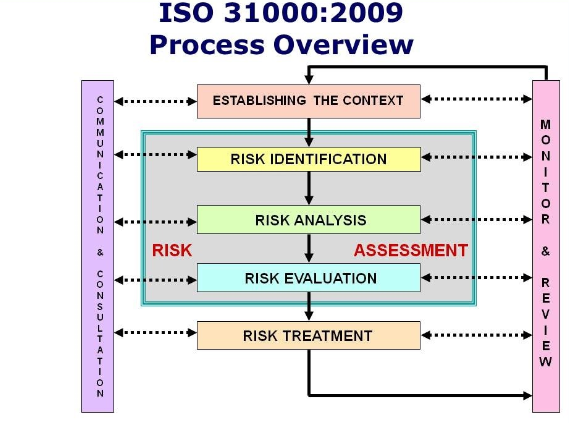 ISO 31000:2009
Process Overview
ESTABLISHING THE CONTEXT
RISK IDENTIFICATION
RISK ANALYSIS
RISK ASSESSMENT
RISK EVALUATION
RISK TREATMENT
COMMUNICATION & CONSULTATION
MONITOR & REVIEW